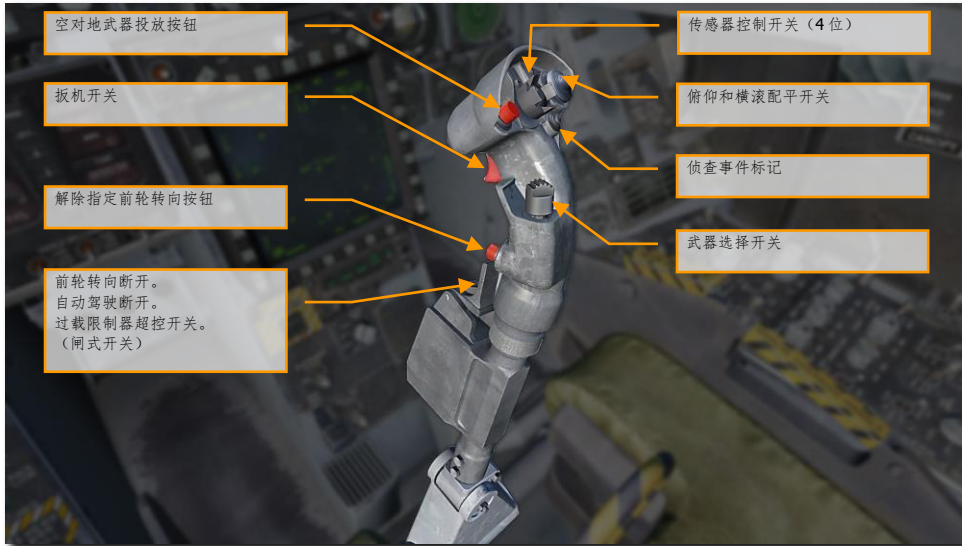 空对地武器投放按钮
扳机开关
解除指定前轮转向按钮
前轮转向断开。
自动驾驶断开。
过载限制器超控开关。
（闸式开关）
传感器控制开关（4 位）
俯仰和横滚配平开关
侦查事件标记
武器选择开关